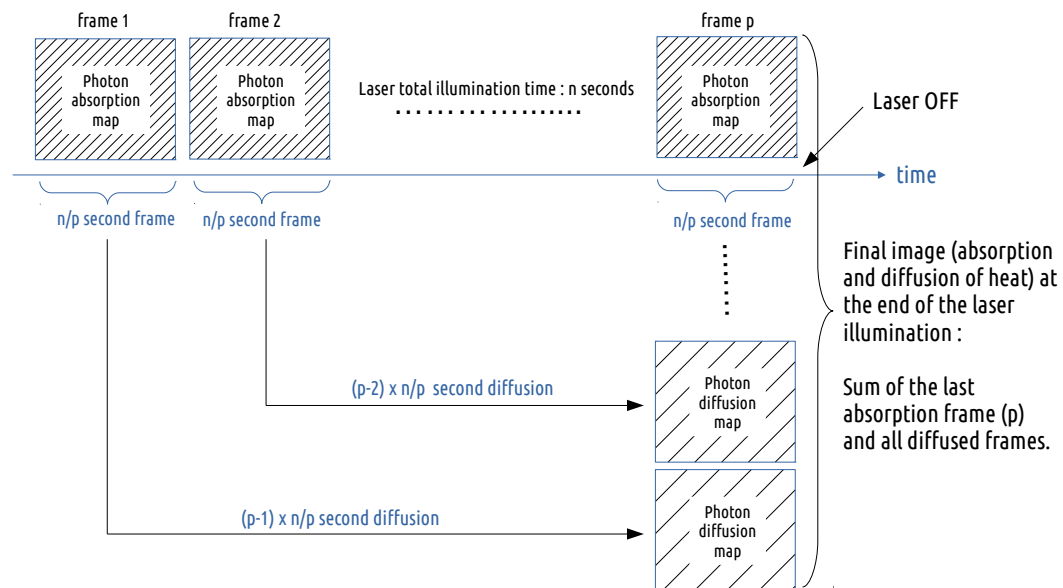 frame 1
frame 2
frame p
Photon
absorption
map
Photon
absorption
map
Laser total illumination time : n seconds
Photon
absorption
map
Laser OFF
time
n/p second frame
n/p second frame
n/p second frame
Final image (absorption
and diffusion of heat) at
the end of the laser
illumination :
Sum of the last
absorption frame (p)
and all diffused frames.
(p-2) x n/p second diffusion
Photon
diffusion
map
(p-1) x n/p second diffusion
Photon
diffusion
map